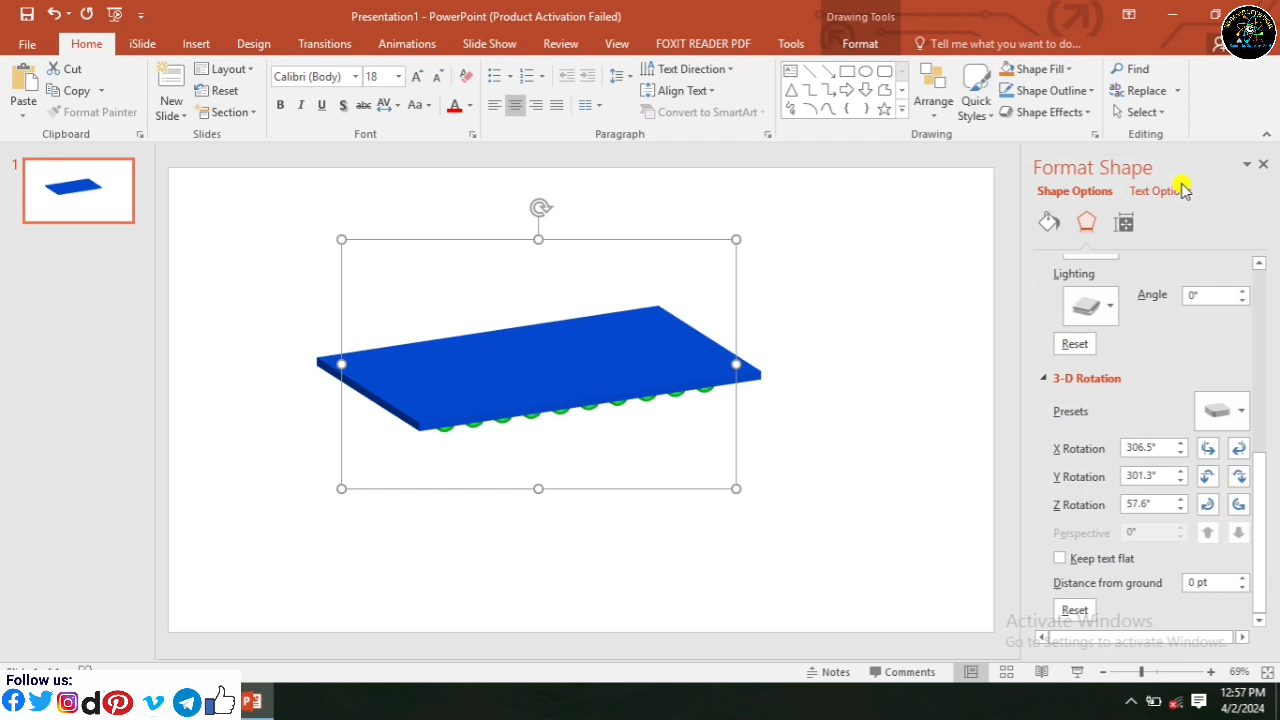 Presentation1 - PowerPoint (Product Activation Failed)
Drawing Tools
File
Home
iSlide
Insert
Design
Transitions
Animations
Slide Show
Review
View
FOXIT READER PDF
Tools
Format
Tell me what you want to do...
Paste
Cut
Copy
Format Painter
Clipboard
New
Slide
Layout
Reset
Section
Slides
Calibri (Body)
18
B I U S abc AV Aa A
Font
Text Direction
Align Text
Convert to SmartArt
Paragraph
Arrange
Quick
Styles
Shape Fill
Shape Outline
Shape Effects
Drawing
Find
Replace
Select
Editing
1
Format Shape
Shape Options
Lighting
Angle
0°
Reset
3-D Rotation
Presets
X Rotation 306.5°
Y Rotation 301.3°
Z Rotation 57.6°
Perspective 0°
Keep text flat
Distance from ground 0 pt
Reset
Activate Windows
Go to Settings to activate Windows.
Notes
Comments
69%
Follow us:
12:57 PM
4/2/2024